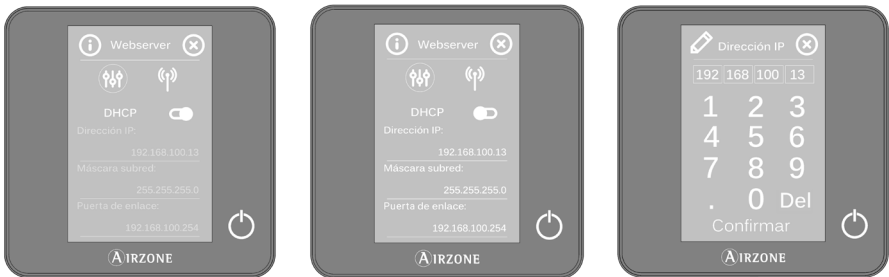 Webserver
DHCP
Dirección IP:
192.168.100.13
Máscara subred:
255.255.255.0
Puerta de enlace:
192.168.100.254
AIRZONE
Webserver
DHCP
Dirección IP:
192.168.100.13
Máscara subred:
255.255.255.0
Puerta de enlace:
192.168.100.254
AIRZONE
Dirección IP
192 168 100 13
1 2 3
4 5 6
7 8 9
. 0 Del
Confirmar
AIRZONE